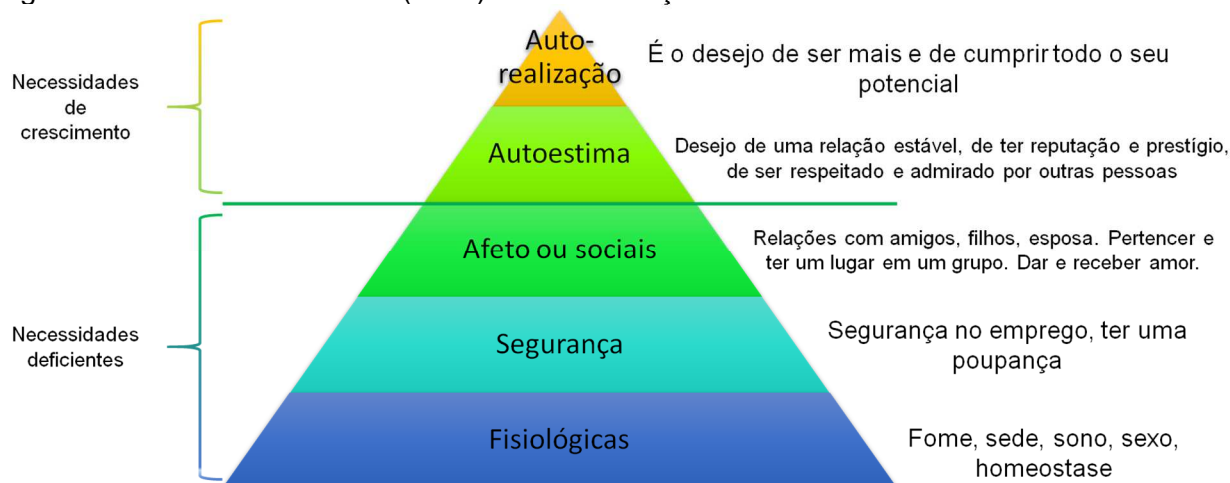 Auto-
realização
É o desejo de ser mais e de cumprir todo o seu
potencial
Necessidades
de
crescimento
Autoestima
Desejo de uma relação estável, de ter reputação e prestígio,
de ser respeitado e admirado por outras pessoas
Afeto ou sociais
Relações com amigos, filhos, esposa. Pertencer e
ter um lugar em um grupo. Dar e receber amor.
Necessidades
deficientes
Segurança
Segurança no emprego, ter uma
poupança
Fisiológicas
Fome, sede, sono, sexo,
homeostase